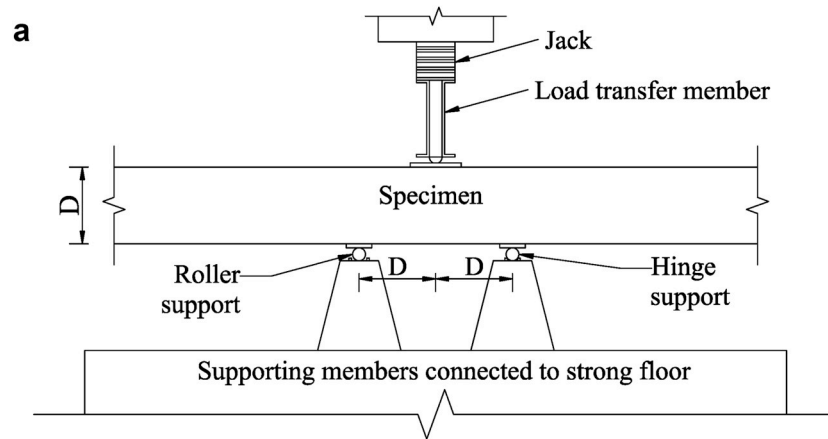 a
Jack
Load transfer member
D
Specimen
Roller
support
D
D
Hinge
support
Supporting members connected to strong floor